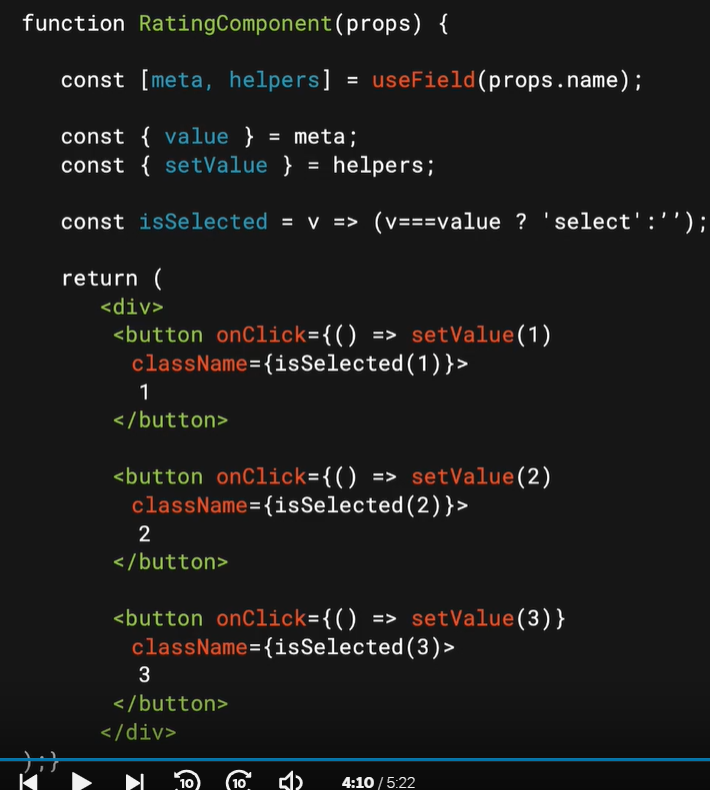 function RatingComponent(props) {
const [meta, helpers] = useField(props.name);
const { value } = meta;
const { setValue } = helpers;
const isSelected = v => (v===value ? 'select':’’);
return (
<div>
<button onClick={() => setValue(1)
className={isSelected(1)}>
1
</button>
<button onClick={() => setValue(2)
className={isSelected(2)}>
2
</button>
<button onClick={() => setValue(3)}
className={isSelected(3)>
3
</button>
</div>
);}
10
10
4:10 / 5:22